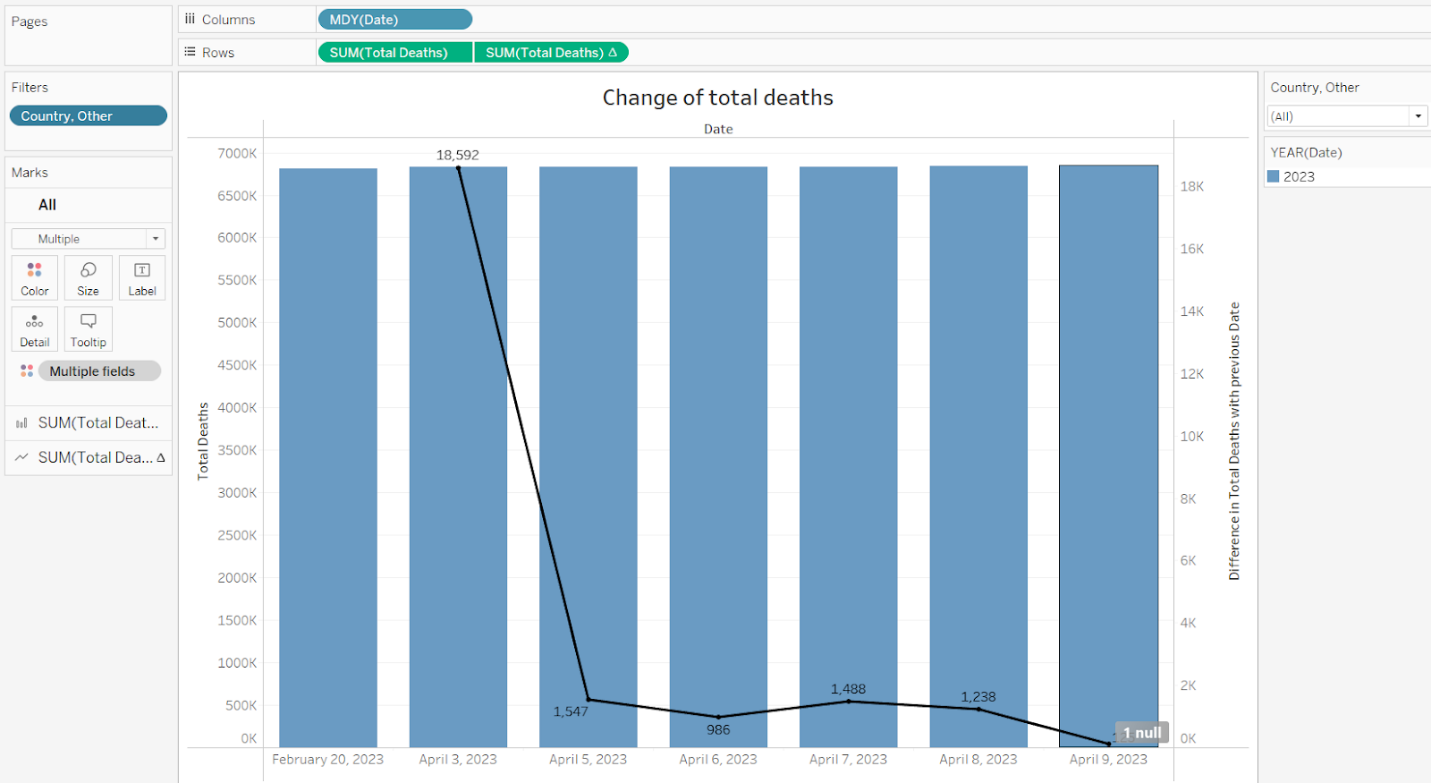 Pages
Columns
MDY(Date)
Rows
SUM(Total Deaths)
SUM(Total Deaths) Δ
Filters
Country, Other
Marks
All
Multiple
Color
Size
Label
Detail
Tooltip
Multiple fields
SUM(Total Deat...
SUM(Total Dea... Δ
Change of total deaths
Date
Total Deaths
7000K
6500K
6000K
5500K
5000K
4500K
4000K
3500K
3000K
2500K
2000K
1500K
1000K
500K
0K
18,592
1,547
986
1,488
1,238
1 null
18K
16K
14K
12K
10K
8K
6K
4K
2K
0K
Difference in Total Deaths with previous Date
February 20, 2023
April 3, 2023
April 5, 2023
April 6, 2023
April 7, 2023
April 8, 2023
April 9, 2023
Country, Other
(All)
YEAR(Date)
2023